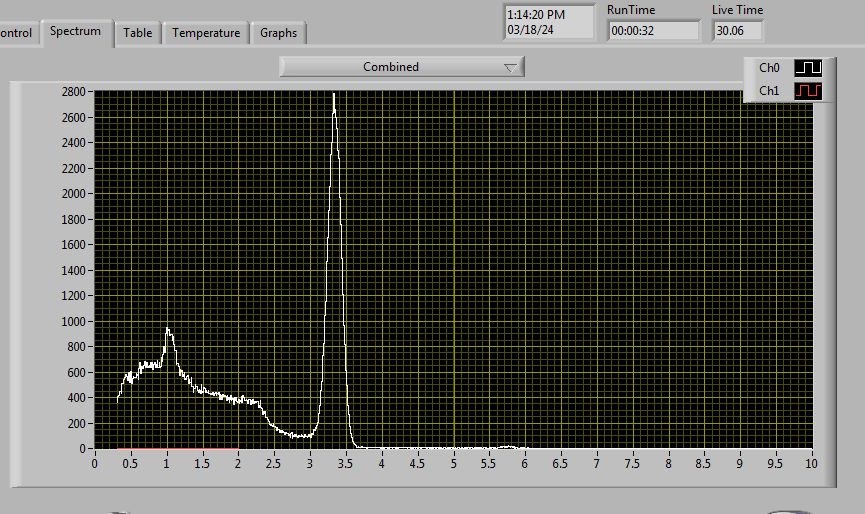 1:14:20 PM
03/18/24
RunTime
00:00:32
Live Time
30.06
ontrol
Spectrum
Table
Temperature
Graphs
Combined
Ch0
Ch1
2800
2600
2400
2200
2000
1800
1600
1400
1200
1000
800
600
400
200
0
0 0.5 1 1.5 2 2.5 3 3.5 4 4.5 5 5.5 6 6.5 7 7.5 8 8.5 9 9.5 10